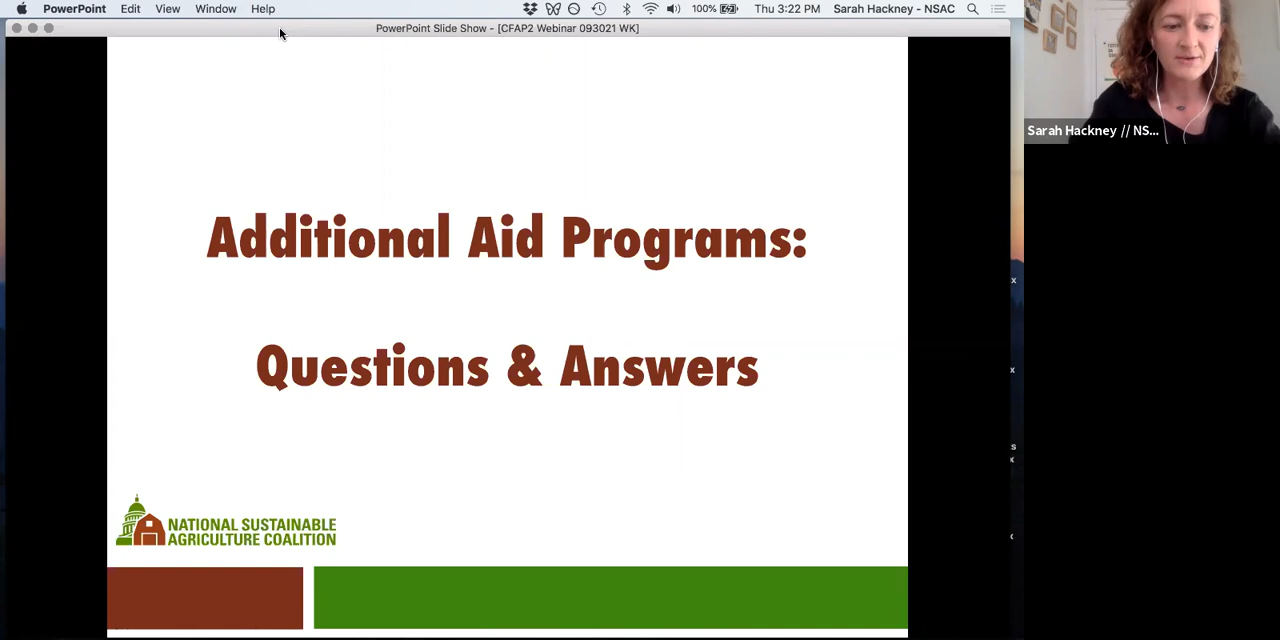 PowerPoint Edit View Window Help 100% Thu 3:22 PM Sarah Hackney - NSAC
PowerPoint Slide Show - [CFAP2 Webinar 093021 WK]
Sarah Hackney // NS...
Additional Aid Programs:
Questions & Answers
NATIONAL SUSTAINABLE
AGRICULTURE COALITION
x
x
s
x
x